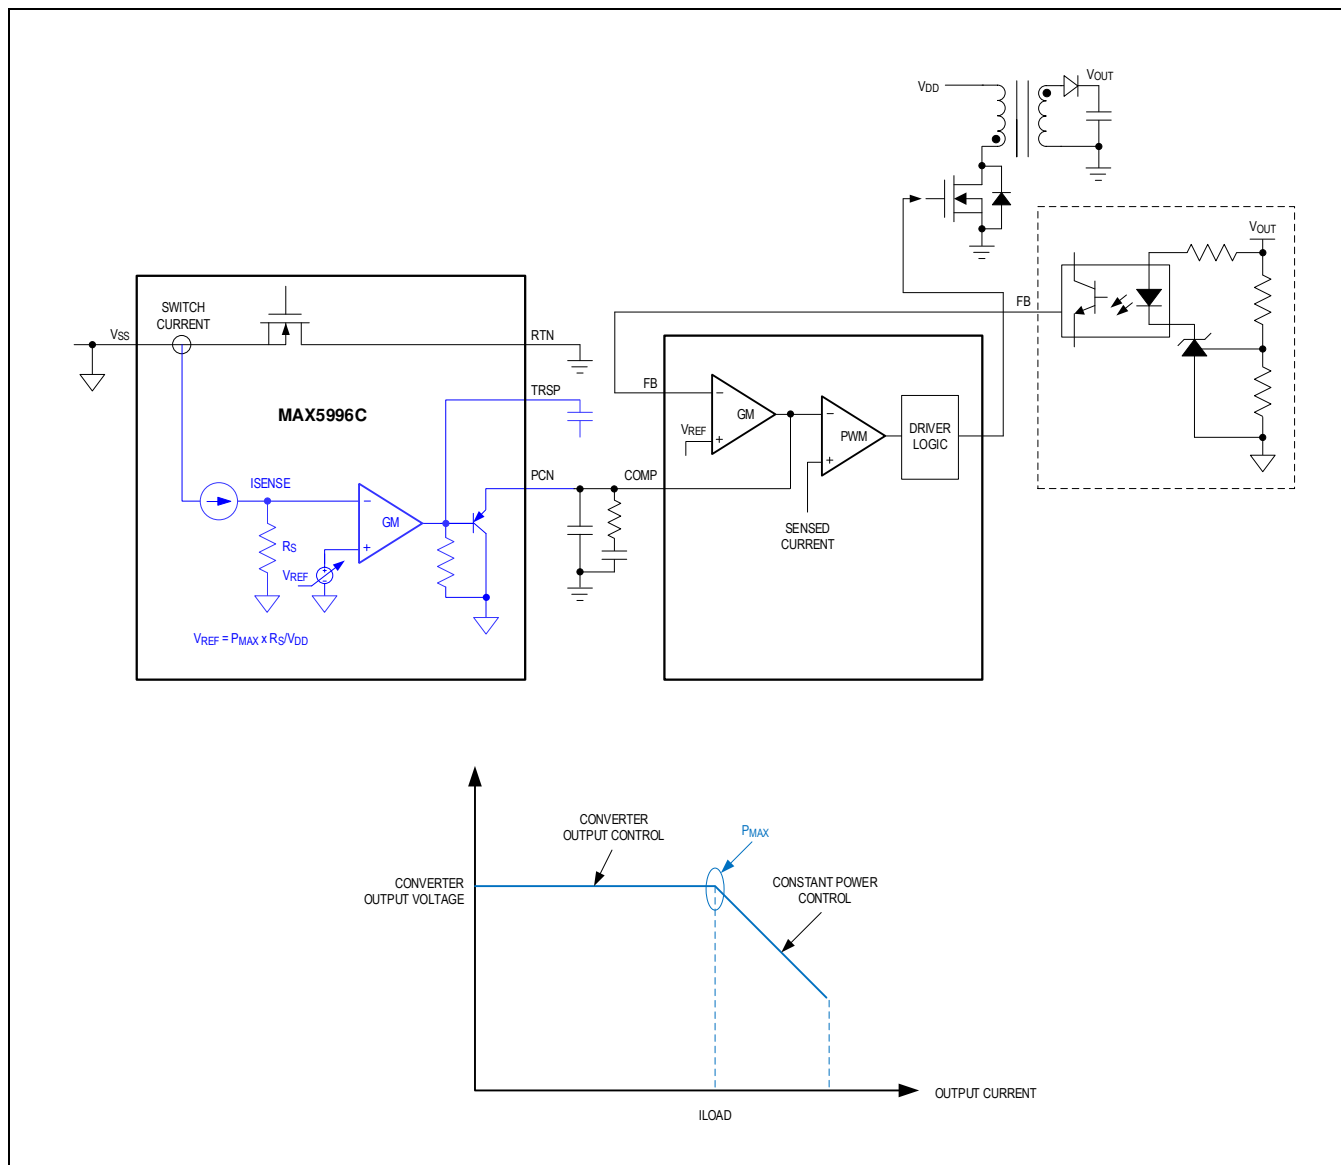 VDD
VOUT
VOUT
FB
SWITCH
CURRENT
VSS
RTN
TRSP
MAX5996C
FB
GM
VREF
PWM
DRIVER
LOGIC
ISENSE
PCN
COMP
GM
RS
VREF
SENSED
CURRENT
VREF = PMAX x RS/VDD
CONVERTER
OUTPUT CONTROL
PMAX
CONVERTER
OUTPUT VOLTAGE
CONSTANT POWER
CONTROL
OUTPUT CURRENT
ILOAD